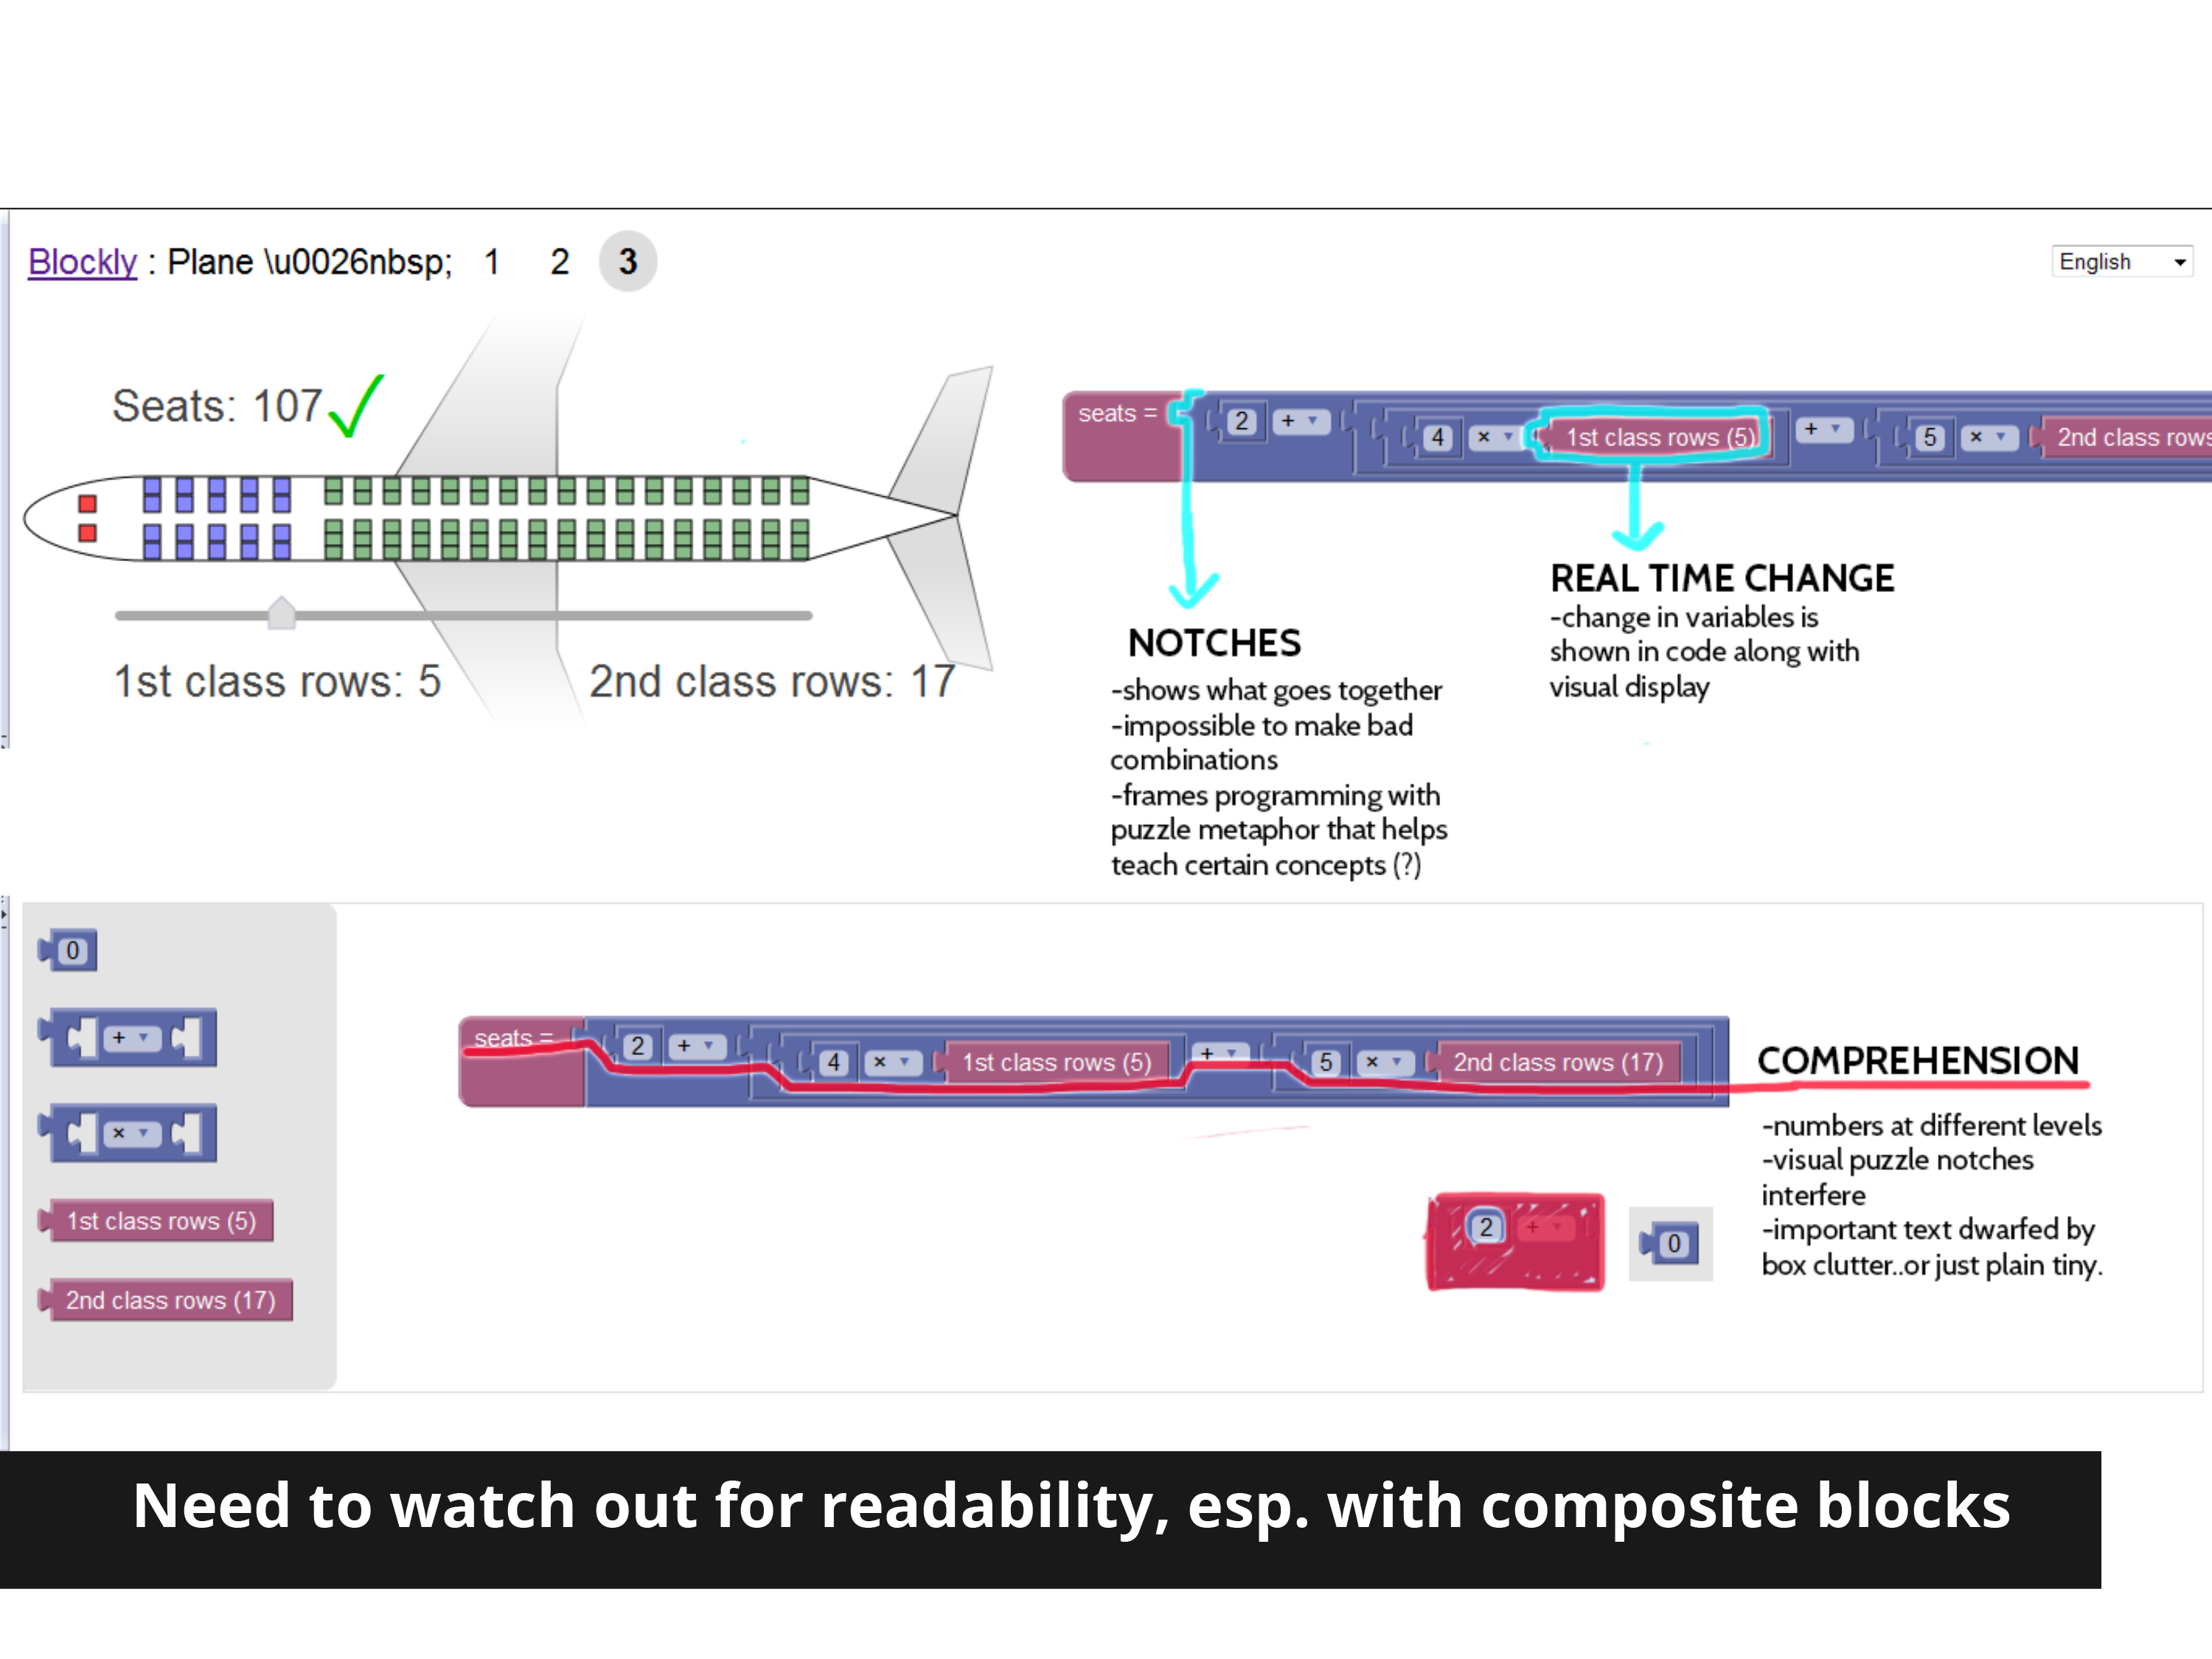 Blockly : Plane \u0026nbsp; 1 2 3
English
Seats: 107
1st class rows: 5
2nd class rows: 17
seats = 2 + 4 × 1st class rows (5) + 5 × 2nd class rows
NOTCHES
-shows what goes together
-impossible to make bad
combinations
-frames programming with
puzzle metaphor that helps
teach certain concepts (?)
REAL TIME CHANGE
-change in variables is
shown in code along with
visual display
0
+
×
1st class rows (5)
2nd class rows (17)
seats = 2 + 4 × 1st class rows (5) + 5 × 2nd class rows (17)
2 +
0
COMPREHENSION
-numbers at different levels
-visual puzzle notches
interfere
-important text dwarfed by
box clutter..or just plain tiny.
Need to watch out for readability, esp. with composite blocks